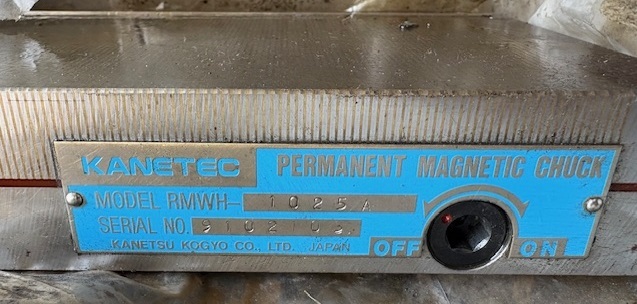 KANETEC PERMANENT MAGNETIC CHUCK
MODEL RMWH- 1025A
SERIAL NO.
KANETSU KOGYO CO., LTD. JAPAN OFF ON